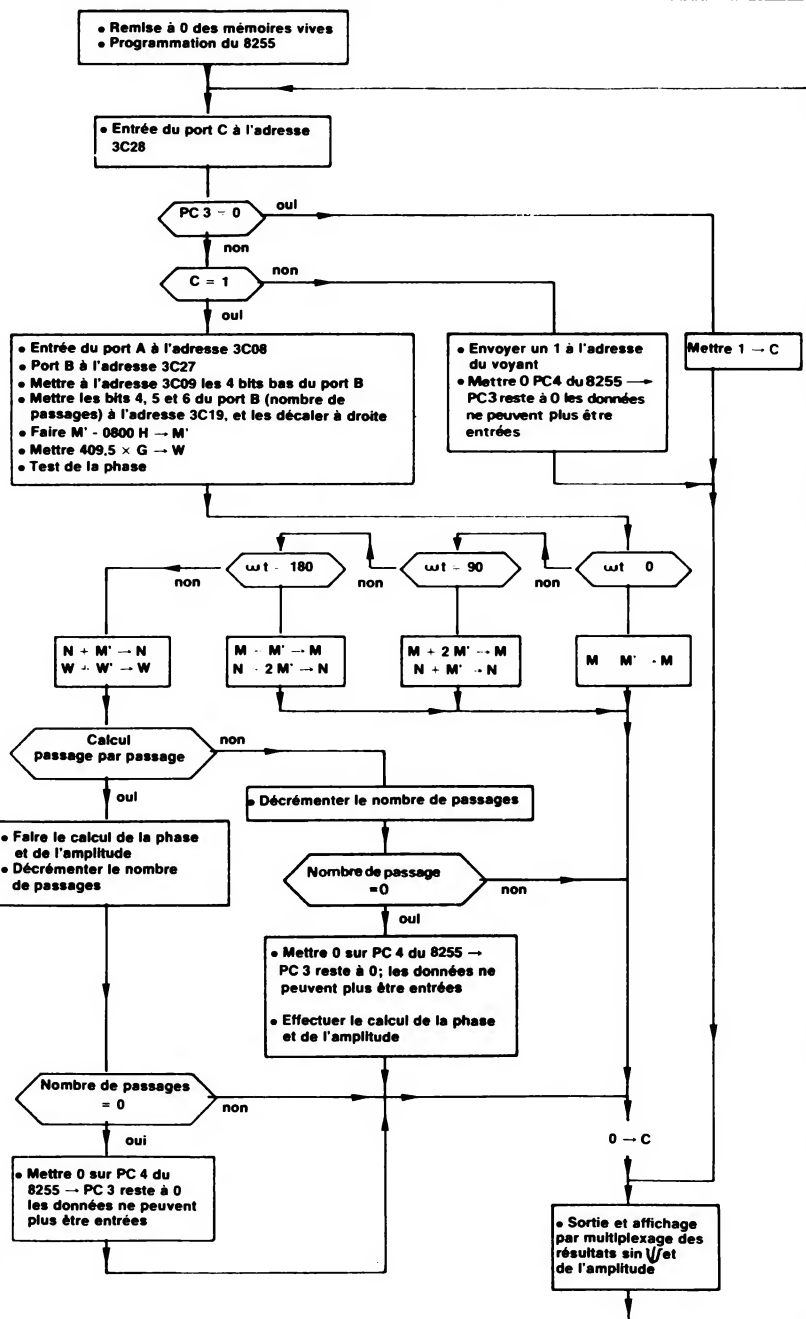 • Remise à 0 des mémoires vives
• Programmation du 8255
• Entrée du port C à l'adresse
3C28
PC 3 = 0
oui
non
C = 1
non
oui
• Entrée du port A à l'adresse 3C08
• Port B à l'adresse 3C27
• Mettre à l'adresse 3C09 les 4 bits bas du port B
• Mettre les bits 4, 5 et 6 du port B (nombre de
passages) à l'adresse 3C19, et les décaler à droite
• Faire M' - 0800 H → M'
• Mettre 409,5 × G → W
• Test de la phase
• Envoyer un 1 à l'adresse
du voyant
• Mettre 0 PC4 du 8255 →
PC3 reste à 0 les données
ne peuvent plus être
entrées
Mettre 1 → C
ωt - 180
non
ωt - 90
non
ωt 0
non
N + M' → N
W + W' → W
M - M' → M
N - 2 M' → N
M + 2 M' → M
N + M' → N
M M' - M
Calcul
passage par passage
non
oui
• Décrémenter le nombre de passages
• Faire le calcul de la phase
et de l'amplitude
• Décrémenter le nombre
de passages
Nombre de passage
=0
non
oui
• Mettre 0 sur PC 4 du 8255 →
PC 3 reste à 0; les données ne
peuvent plus être entrées
• Effectuer le calcul de la phase
et de l'amplitude
Nombre de passages
= 0
non
oui
0 → C
• Mettre 0 sur PC 4 du
8255 → PC 3 reste à 0
les données ne peuvent
plus être entrées
• Sortie et affichage
par multiplexage des
résultats sin ψ et
de l'amplitude